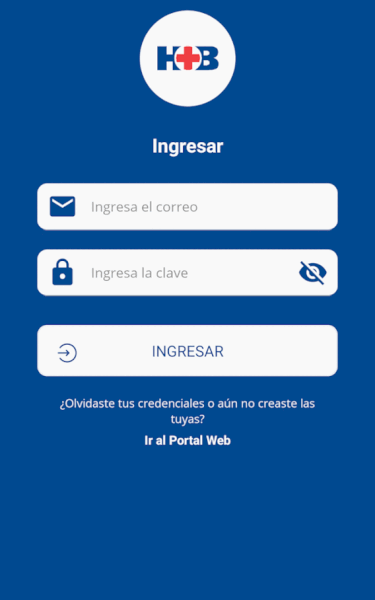 H+B
Ingresar
Ingresa el correo
Ingresa la clave
INGRESAR
¿Olvidaste tus credenciales o aún no creaste las
tuyas?
Ir al Portal Web